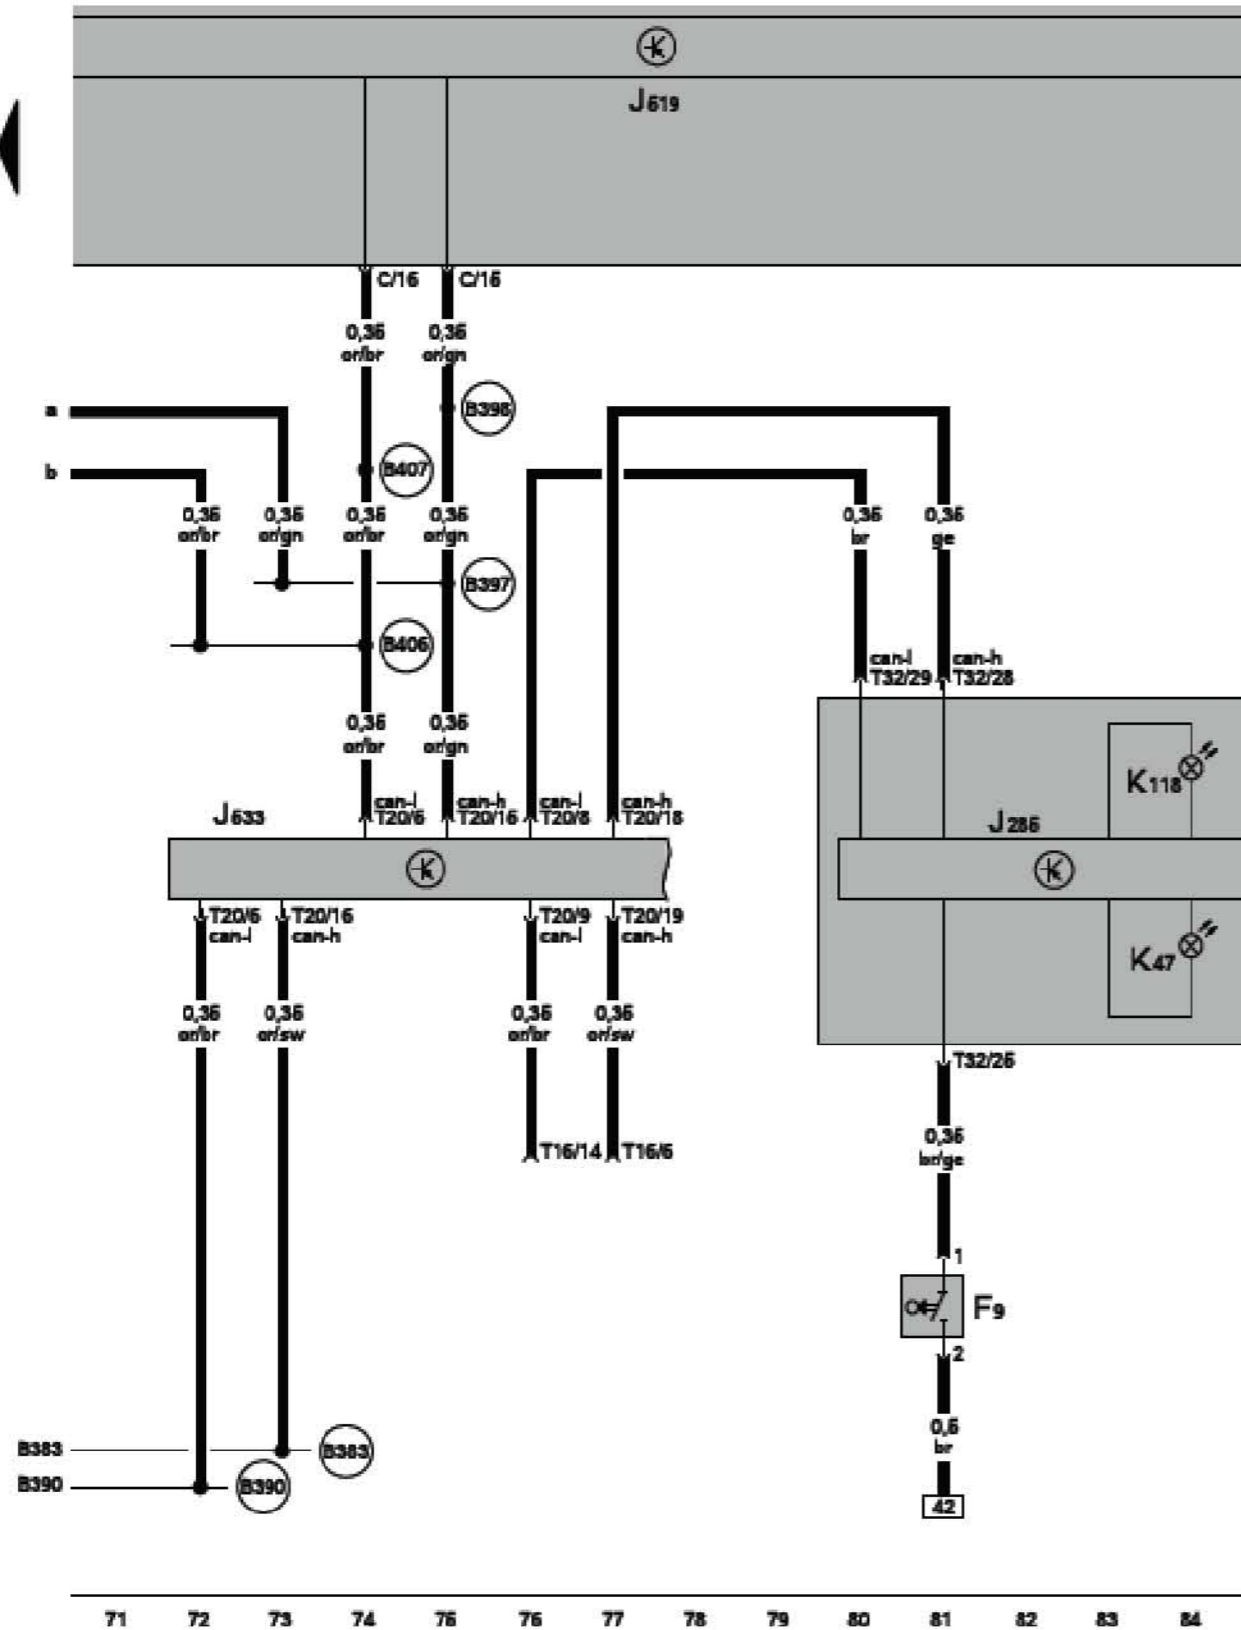 J519
C/16 C/15
0,35 0,35
or/br or/gn
a
B398
b
B407
0,35 0,35 0,35 0,35 0,35 0,35
or/br or/gn or/br or/gn br ge
B397
B406
can-l can-h
T32/29 T32/28
0,35 0,35
or/br or/gn
K118
J533
can-l can-h can-l can-h
T20/5 T20/15 T20/8 T20/18
J285
T20/6 T20/16 T20/9 T20/19
can-l can-h can-l can-h
K47
0,35 0,35 0,35 0,35
or/br or/sw or/br or/sw
T32/25
0,35
br/ge
T16/14 T16/6
1
F9
2
0,5
br
B383 B383
B390 B390
42
71 72 73 74 75 76 77 78 79 80 81 82 83 84